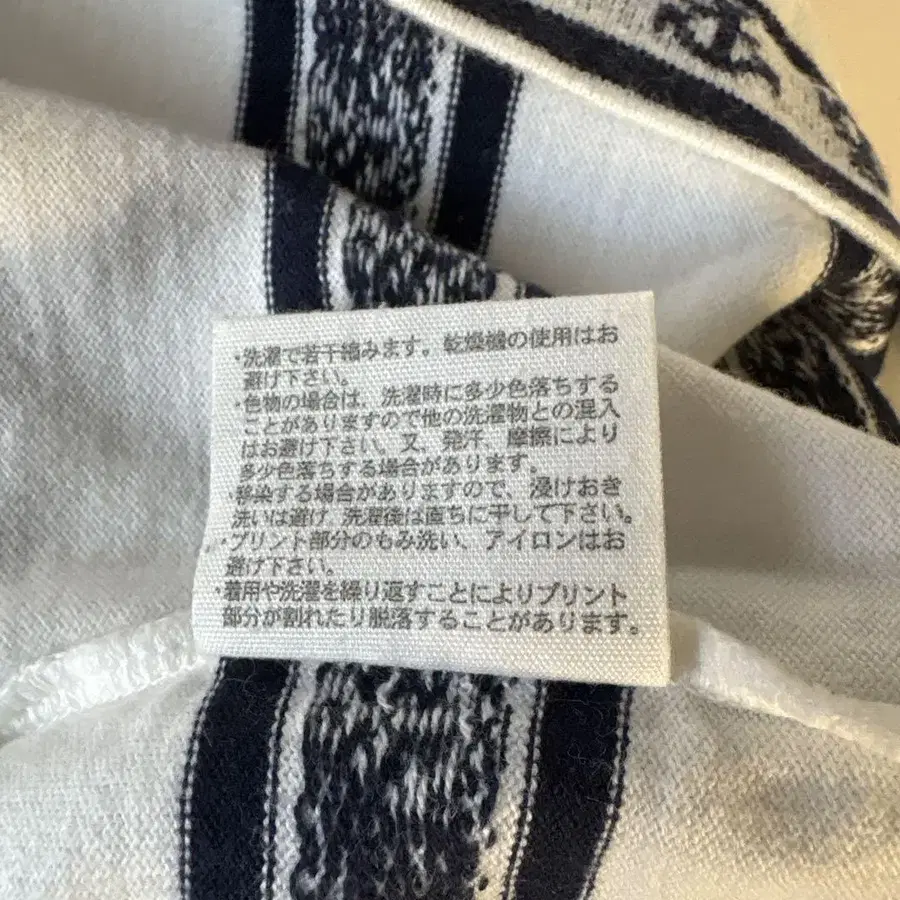 ・洗濯で若干縮みます。乾燥機の使用はお
避け下さい。
・色物の場合は、洗濯時に多少色落ちする
ことがありますので他の洗濯物との混入
はお避け下さい、又、発汗、摩擦により
多少色落ちする場合があります。
・移染する場合がありますので、浸けおき
洗いは避け 洗濯後は直ちに干して下さい。
・プリント部分のもみ洗い、アイロンはお
避け下さい。
・着用や洗濯を繰り返すことによりプリント
部分が割れたり脱落することがあります。